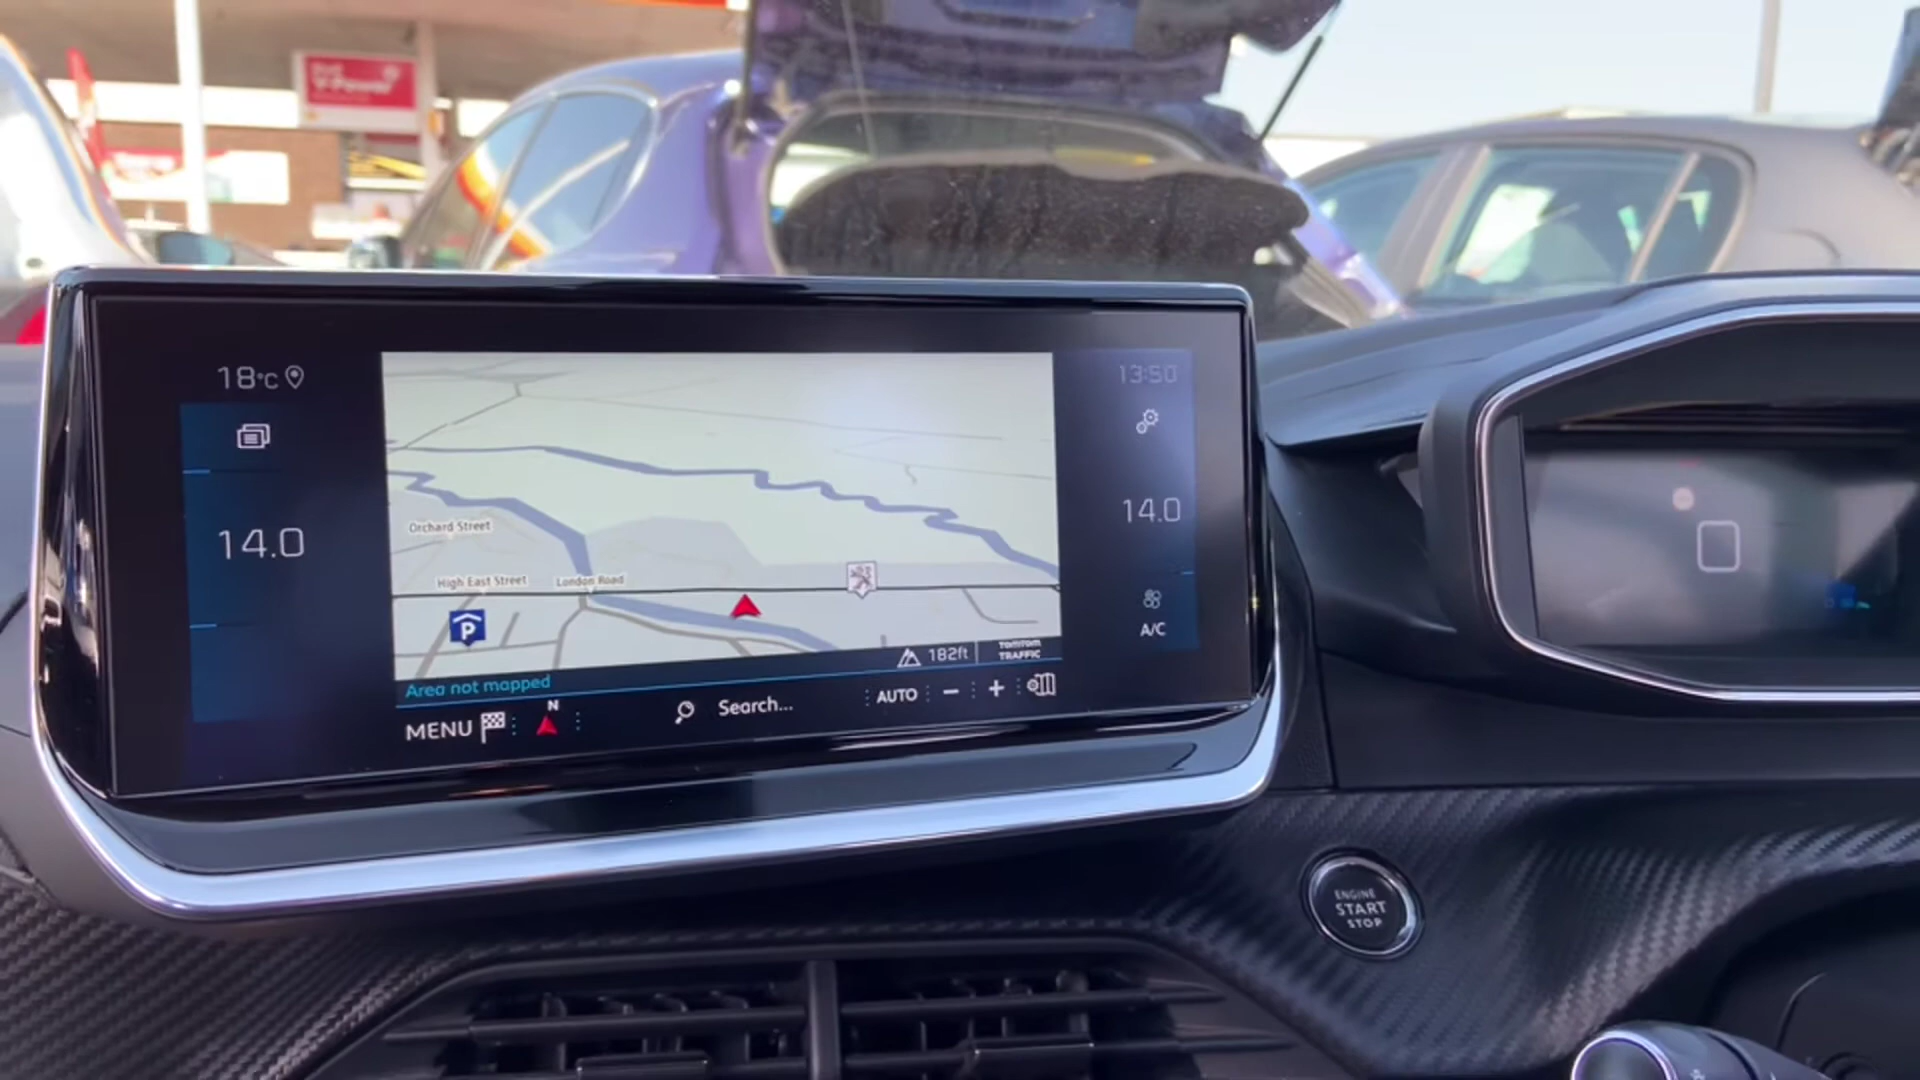 V-Power
18°C
13:50
14.0
14.0
Orchard Street
High East Street
London Road
P
A/C
182ft
TOMTOM
TRAFFIC
Area not mapped
N
MENU
Search...
AUTO
ENGINE
START
STOP